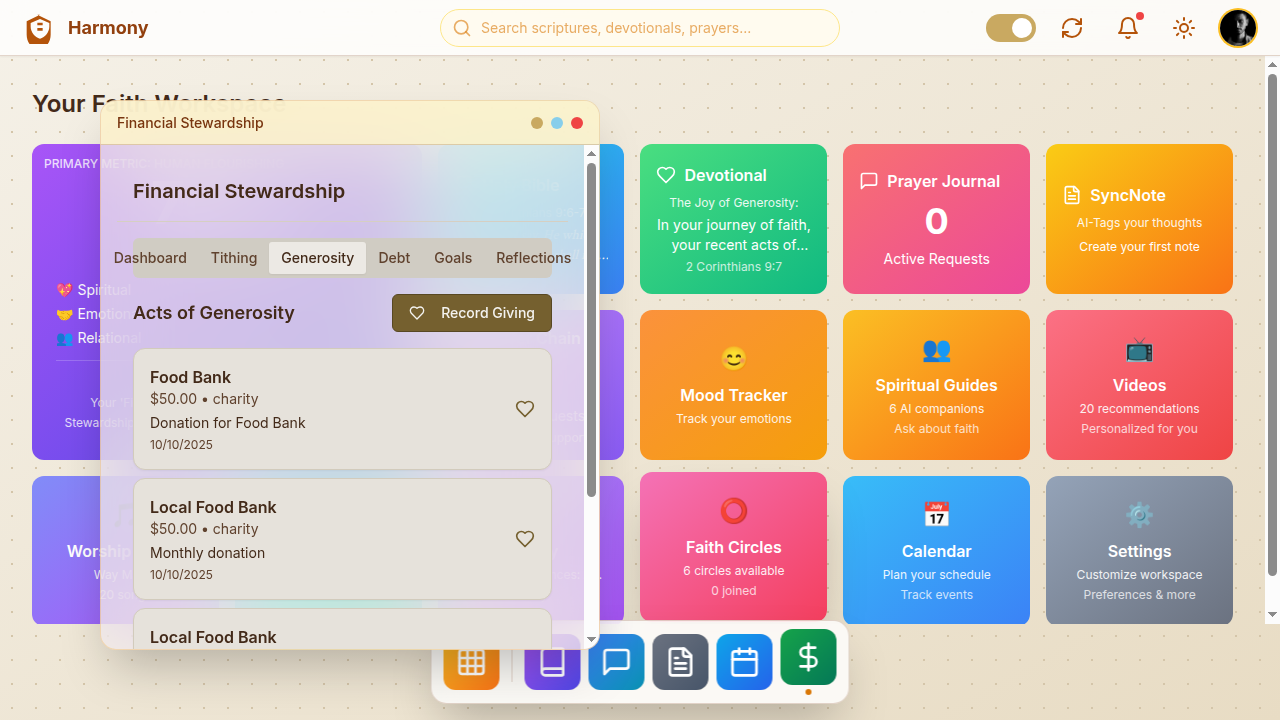 Harmony
Search scriptures, devotionals, prayers...
Your Faith Workspace
Financial Stewardship
PRIMARY METRIC
Financial Stewardship
Dashboard Tithing Generosity Debt Goals Reflections
Acts of Generosity
Record Giving
Food Bank
$50.00 • charity
Donation for Food Bank
10/10/2025
Local Food Bank
$50.00 • charity
Monthly donation
10/10/2025
Local Food Bank
Spiritual
Emotional
Relational
Devotional
The Joy of Generosity:
In your journey of faith,
your recent acts of...
2 Corinthians 9:7
Prayer Journal
0
Active Requests
SyncNote
AI-Tags your thoughts
Create your first note
Mood Tracker
Track your emotions
Spiritual Guides
6 AI companions
Ask about faith
Videos
20 recommendations
Personalized for you
Worship
Faith Circles
6 circles available
0 joined
July
17
Calendar
Plan your schedule
Track events
Settings
Customize workspace
Preferences & more